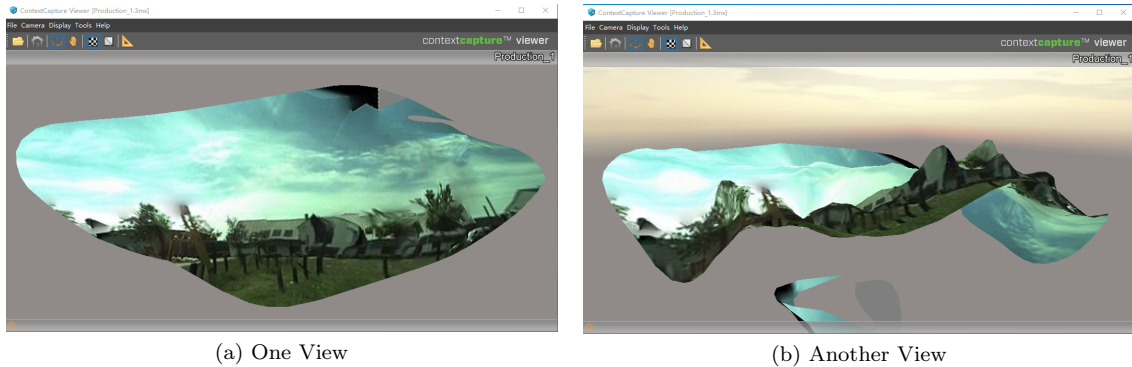 ContextCapture Viewer [Production_1.3mx]
File Camera Display Tools Help
contextcapture™ viewer
Production_1
(a) One View
ContextCapture Viewer [Production_1.3mx]
File Camera Display Tools Help
contextcapture™ viewer
Production_1
(b) Another View